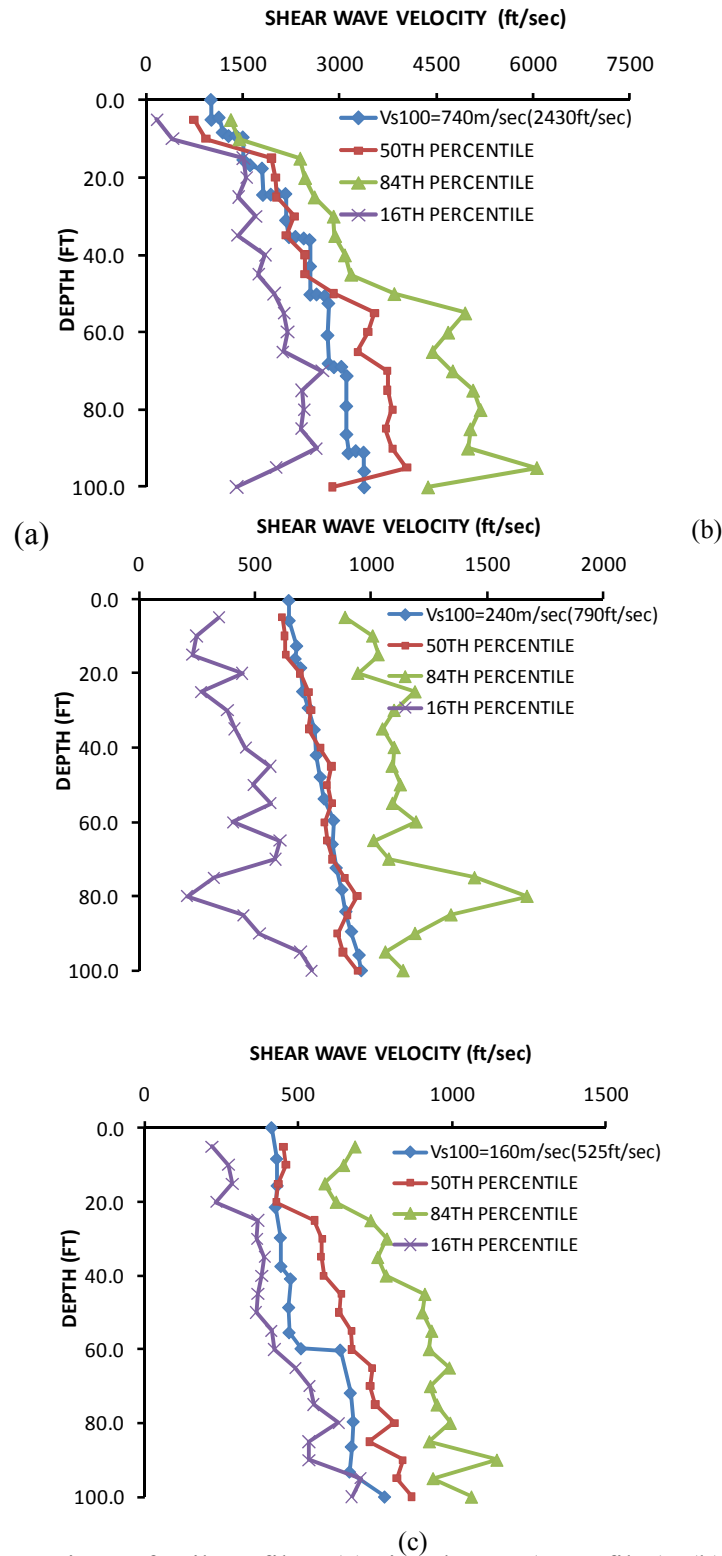 SHEAR WAVE VELOCITY (ft/sec)
0 1500 3000 4500 6000 7500
0.0
20.0
40.0
60.0
80.0
100.0
DEPTH (FT)
Vs100=740m/sec(2430ft/sec)
50TH PERCENTILE
84TH PERCENTILE
16TH PERCENTILE
(a)
(b)
SHEAR WAVE VELOCITY (ft/sec)
0 500 1000 1500 2000
0.0
20.0
40.0
60.0
80.0
100.0
DEPTH (FT)
Vs100=240m/sec(790ft/sec)
50TH PERCENTILE
84TH PERCENTILE
16TH PERCENTILE
SHEAR WAVE VELOCITY (ft/sec)
0 500 1000 1500
0.0
20.0
40.0
60.0
80.0
100.0
DEPTH (FT)
Vs100=160m/sec(525ft/sec)
50TH PERCENTILE
84TH PERCENTILE
16TH PERCENTILE
(c)